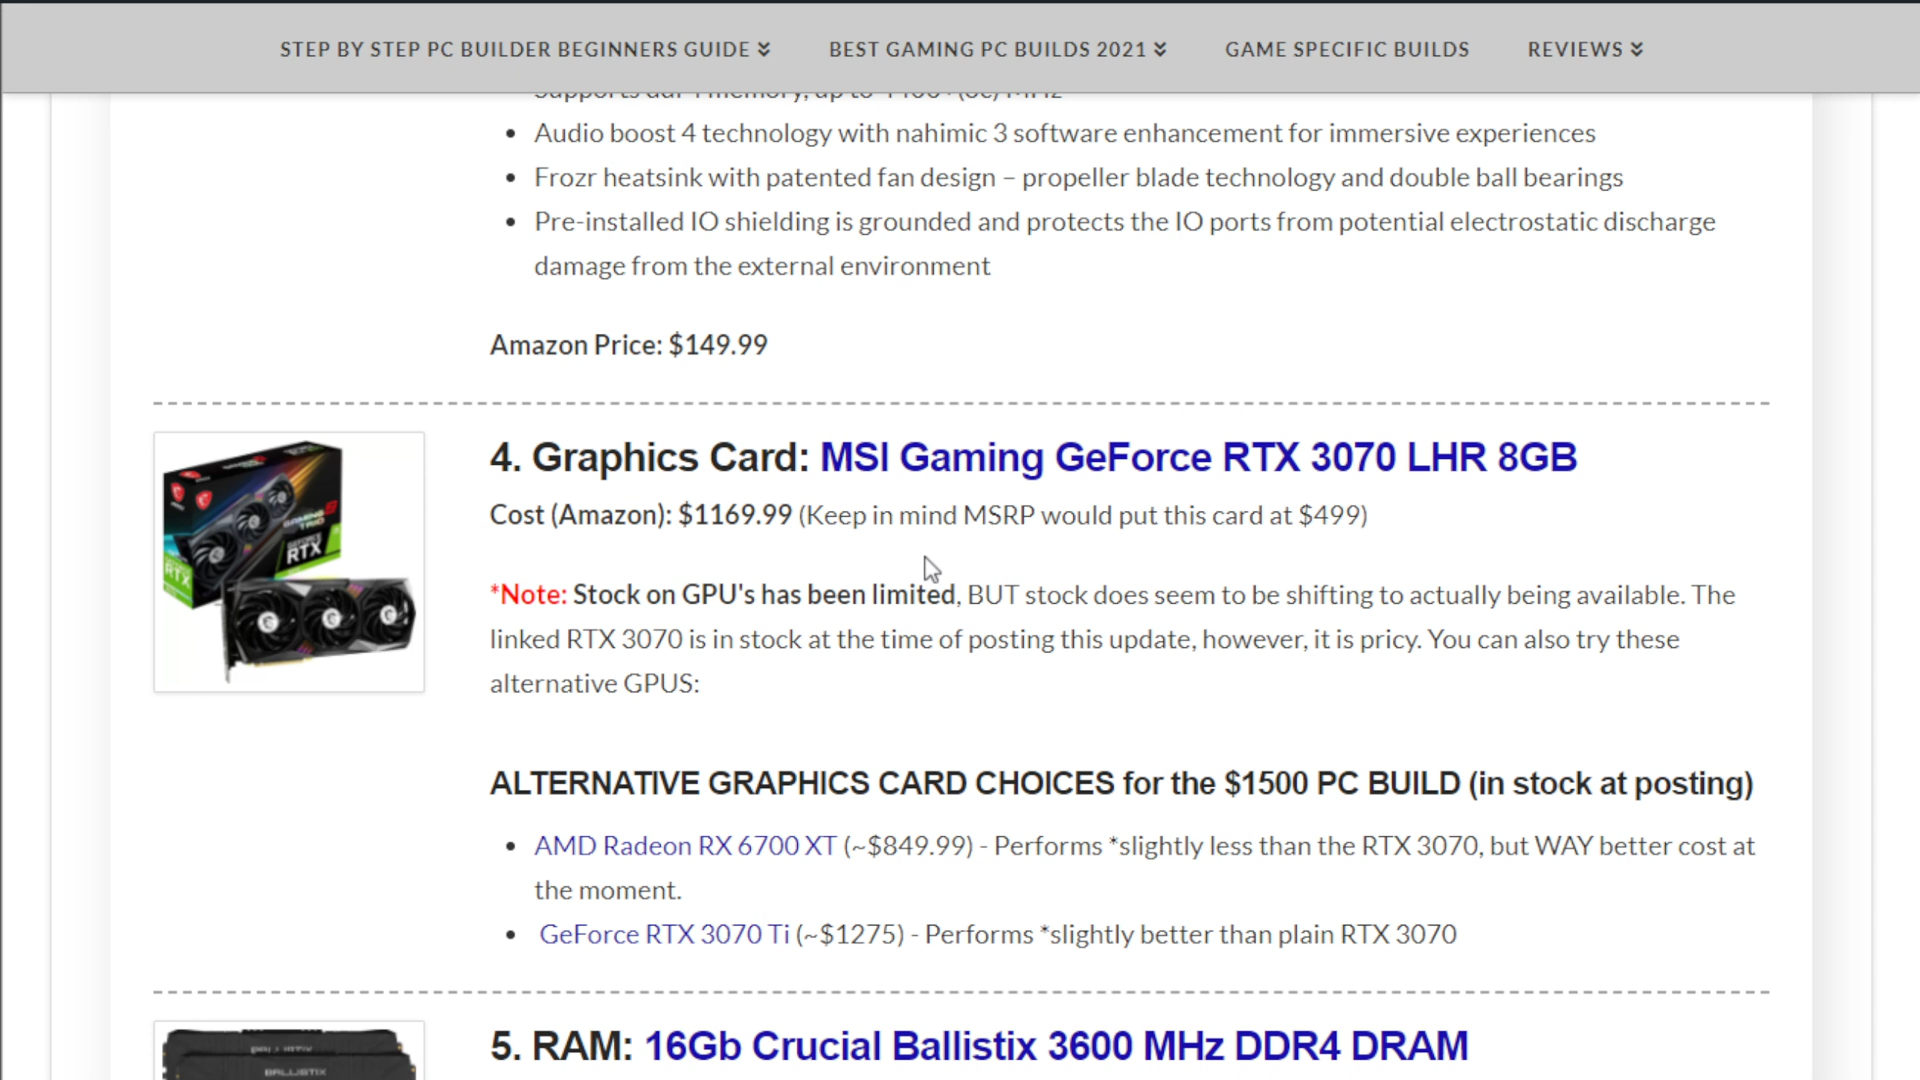 STEP BY STEP PC BUILDER BEGINNERS GUIDE BEST GAMING PC BUILDS 2021 GAME SPECIFIC BUILDS REVIEWS
Audio boost 4 technology with nahimic 3 software enhancement for immersive experiences
Frozr heatsink with patented fan design – propeller blade technology and double ball bearings
Pre-installed IO shielding is grounded and protects the IO ports from potential electrostatic discharge
damage from the external environment
Amazon Price: $149.99
4. Graphics Card: MSI Gaming GeForce RTX 3070 LHR 8GB
Cost (Amazon): $1169.99 (Keep in mind MSRP would put this card at $499)
*Note: Stock on GPU's has been limited, BUT stock does seem to be shifting to actually being available. The
linked RTX 3070 is in stock at the time of posting this update, however, it is pricy. You can also try these
alternative GPUS:
GEFORCE
RTX
RTX
ALTERNATIVE GRAPHICS CARD CHOICES for the $1500 PC BUILD (in stock at posting)
AMD Radeon RX 6700 XT (~$849.99) - Performs *slightly less than the RTX 3070, but WAY better cost at
the moment.
GeForce RTX 3070 Ti (~$1275) - Performs *slightly better than plain RTX 3070
5. RAM: 16Gb Crucial Ballistix 3600 MHz DDR4 DRAM
BALLISTIX
BALLISTIX